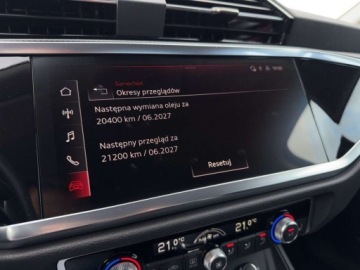 Samochód
Okresy przeglądów
Następna wymiana oleju za
20400 km / 06.2027
Następny przegląd za
21200 km / 06.2027
Resetuj
21.0°
21.0°